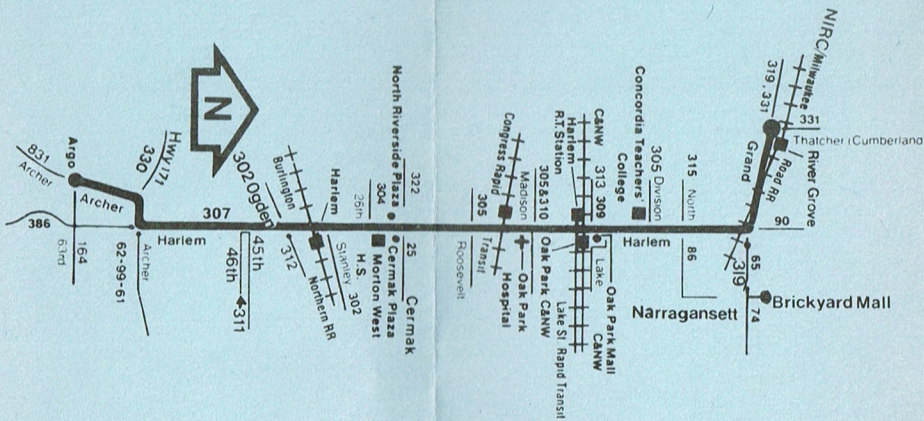 NIRC/Milwaukee
Road RR
319, 331
331
Thatcher (Cumberland
River Grove
Grand
90
65
319
74
Brickyard Mall
Narragansett
315 North
86
Concordia Teachers'
College
305 Division
Harlem
C&NW
Harlem
R.T. Station
313 309
Lake
Oak Park Mall
C&NW
305&310
Oak Park C&NW
Lake St. Rapid Transit
Madison
Oak Park
Hospital
Congress Rapid
Transit
305
Roosevelt
North Riverside Plaza
322
304
25 Cermak
Cermak Plaza
Morton West
H.S.
26th
Harlem
Stanley 302
Burlington
Northern RR
302 Ogden
312
N
307
Harlem
45th
46th
311
Hwy171
330
Archer
62-99-61
Archer
Argo
831
Archer
386
164
63rd